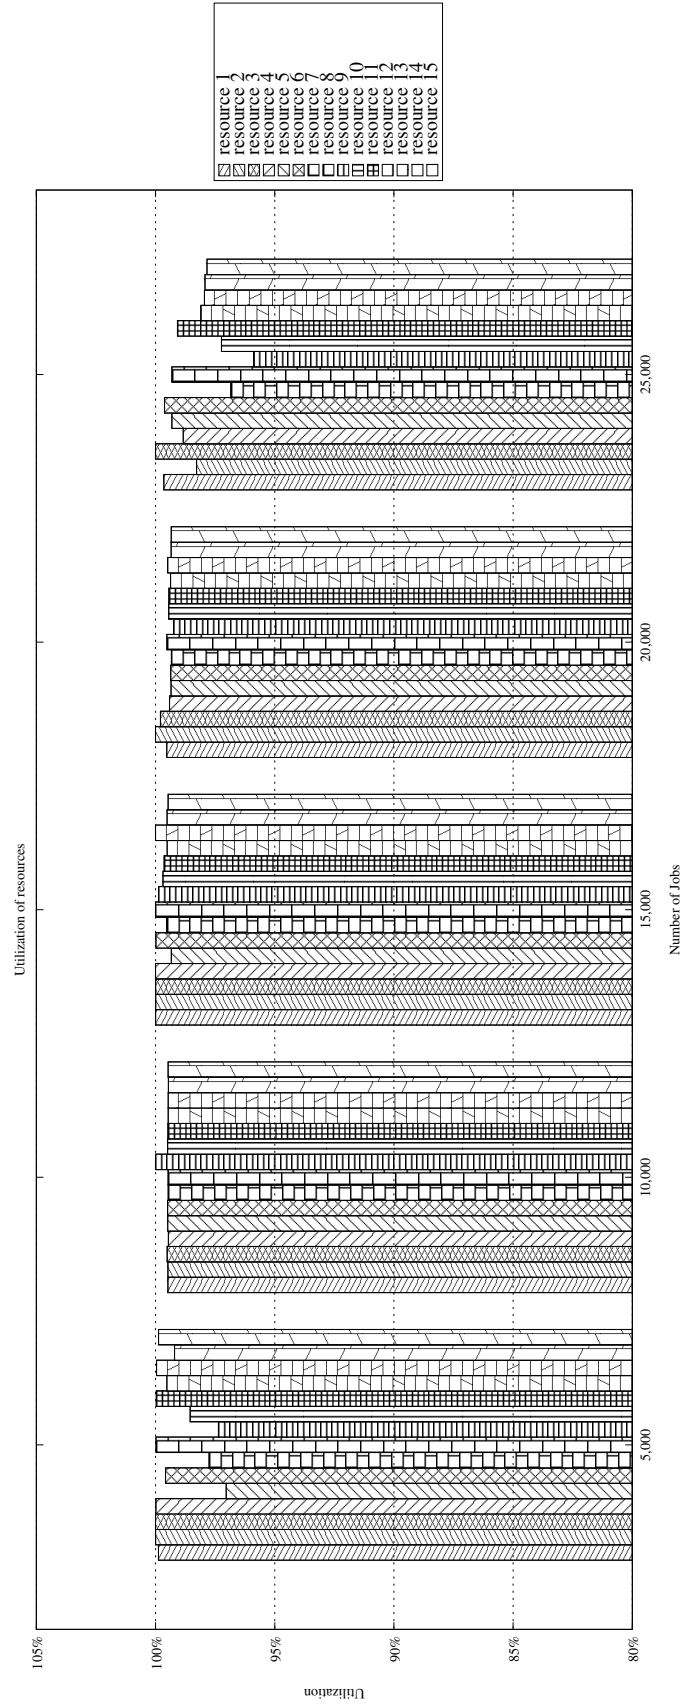 Utilization of resources
105%
100%
95%
90%
85%
80%
Utilization
5,000
10,000
15,000
20,000
25,000
Number of Jobs
resource 1
resource 2
resource 3
resource 4
resource 5
resource 6
resource 7
resource 8
resource 9
resource 10
resource 11
resource 12
resource 13
resource 14
resource 15